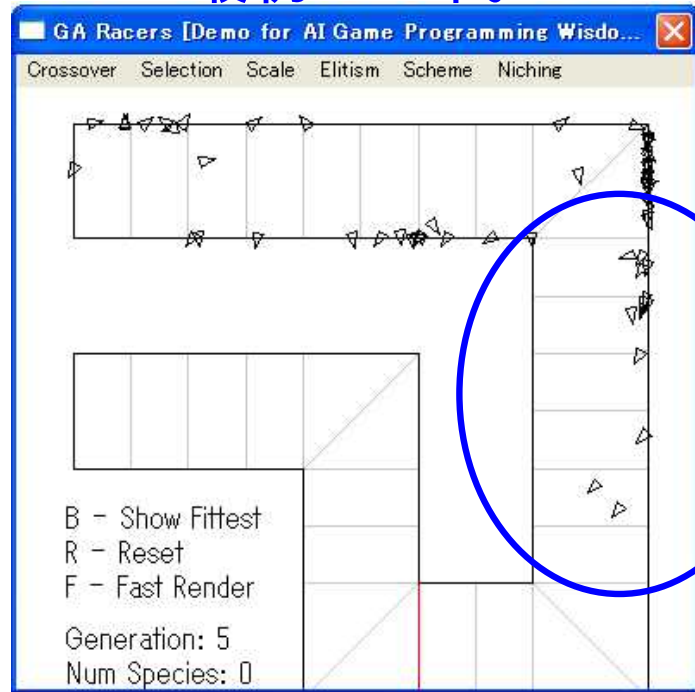 GA Racers [Demo for AI Game Programming Wisdo...
Crossover Selection Scale Elitism Scheme Niching
B - Show Fittest
R - Reset
F - Fast Render
Generation: 5
Num Species: 0